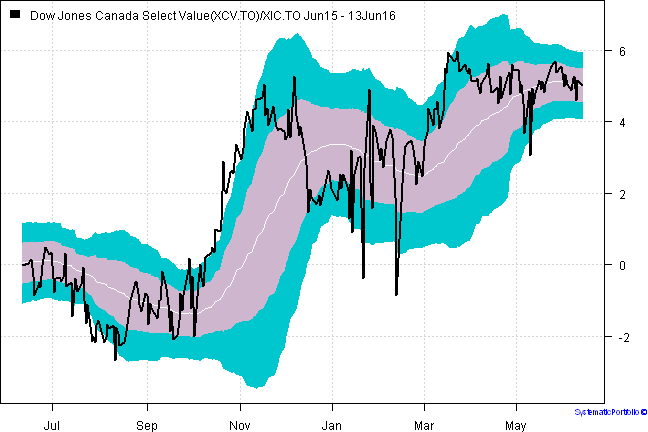 Dow Jones Canada Select Value(XCV.TO)/XIC.TO Jun15 - 13Jun16
6
4
2
0
-2
Jul Sep Nov Jan Mar May
SystematicPortfolio ©